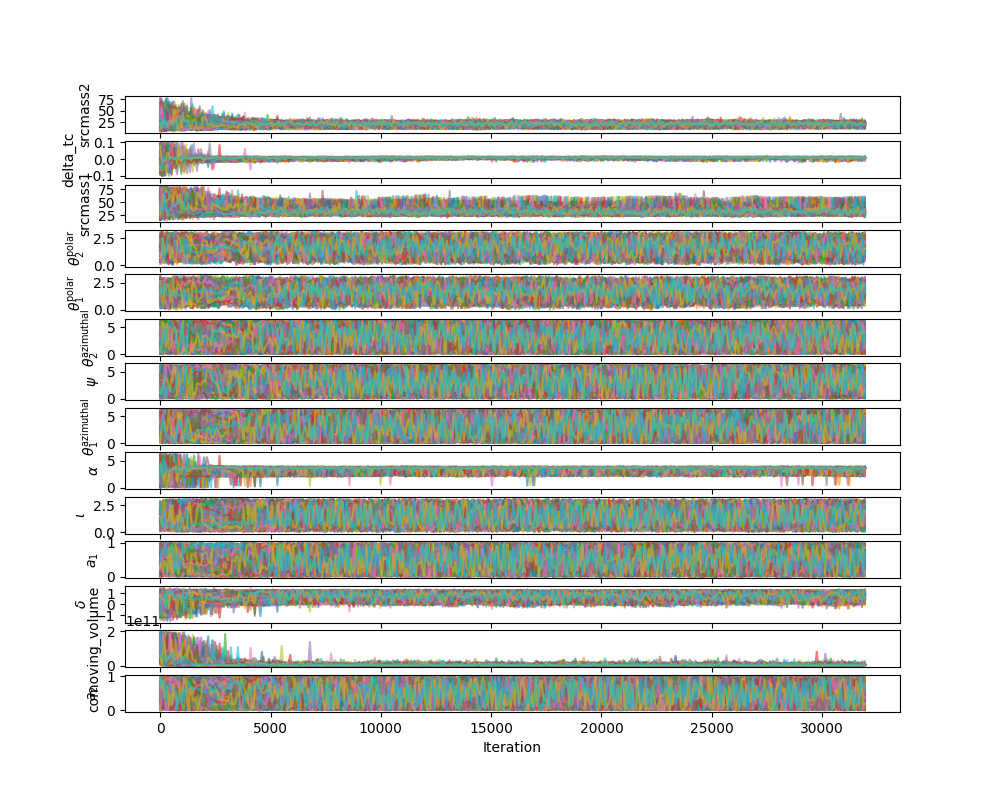 srcmass2
75
50
25
delta_tc
0.1
0.0
−0.1
srcmass1
75
50
25
θ₂^polar
2.5
0.0
θ₁^polar
2.5
0.0
θ₂^azimuthal
5
0
ψ
5
0
θ₁^azimuthal
5
0
α
5
0
ι
2.5
0.0
a₁
1
0
δ
1
0
−1
1e11
comoving_volume
2
0
1
0
0
5000
10000
15000
20000
25000
30000
Iteration